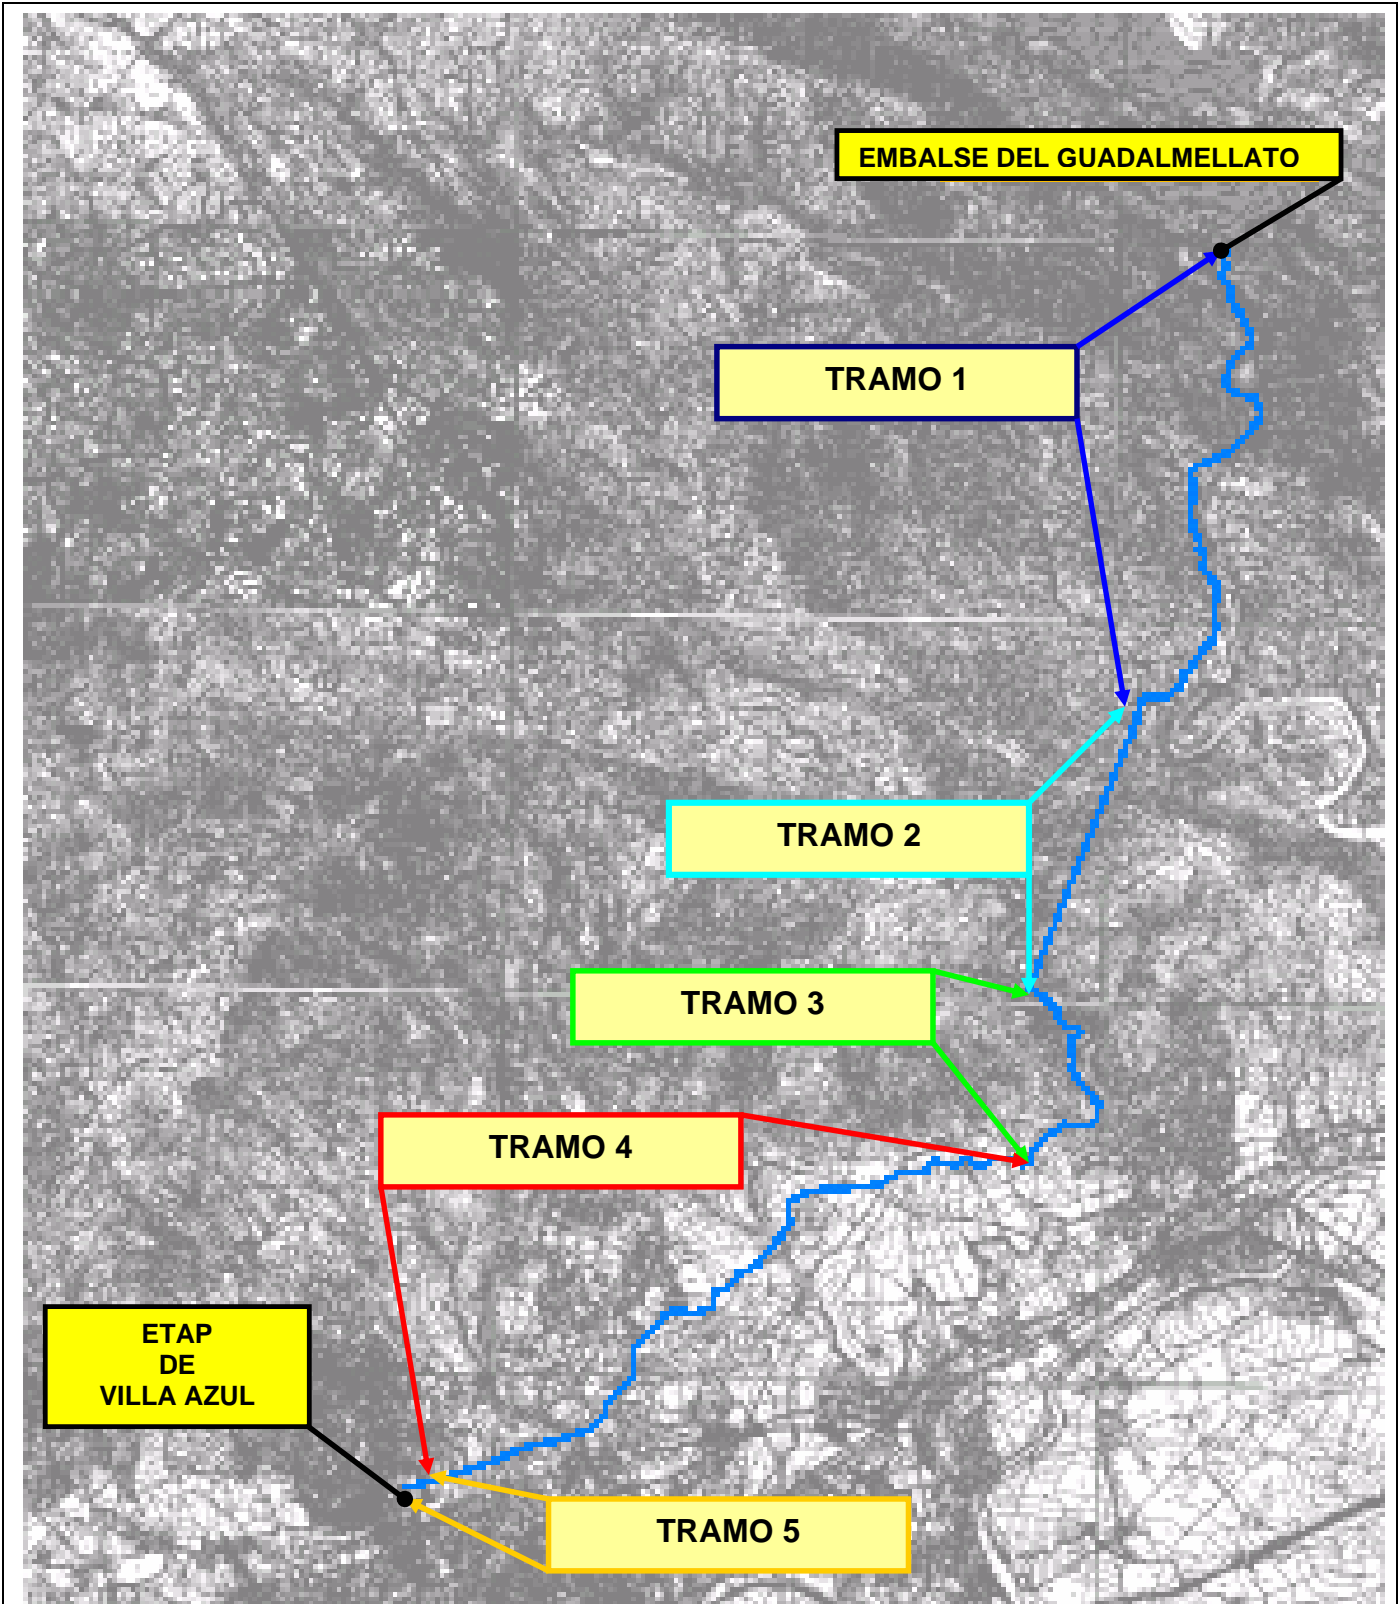 EMBALSE DEL GUADALMELLATO
TRAMO 1
TRAMO 2
TRAMO 3
TRAMO 4
ETAP
DE
VILLA AZUL
TRAMO 5